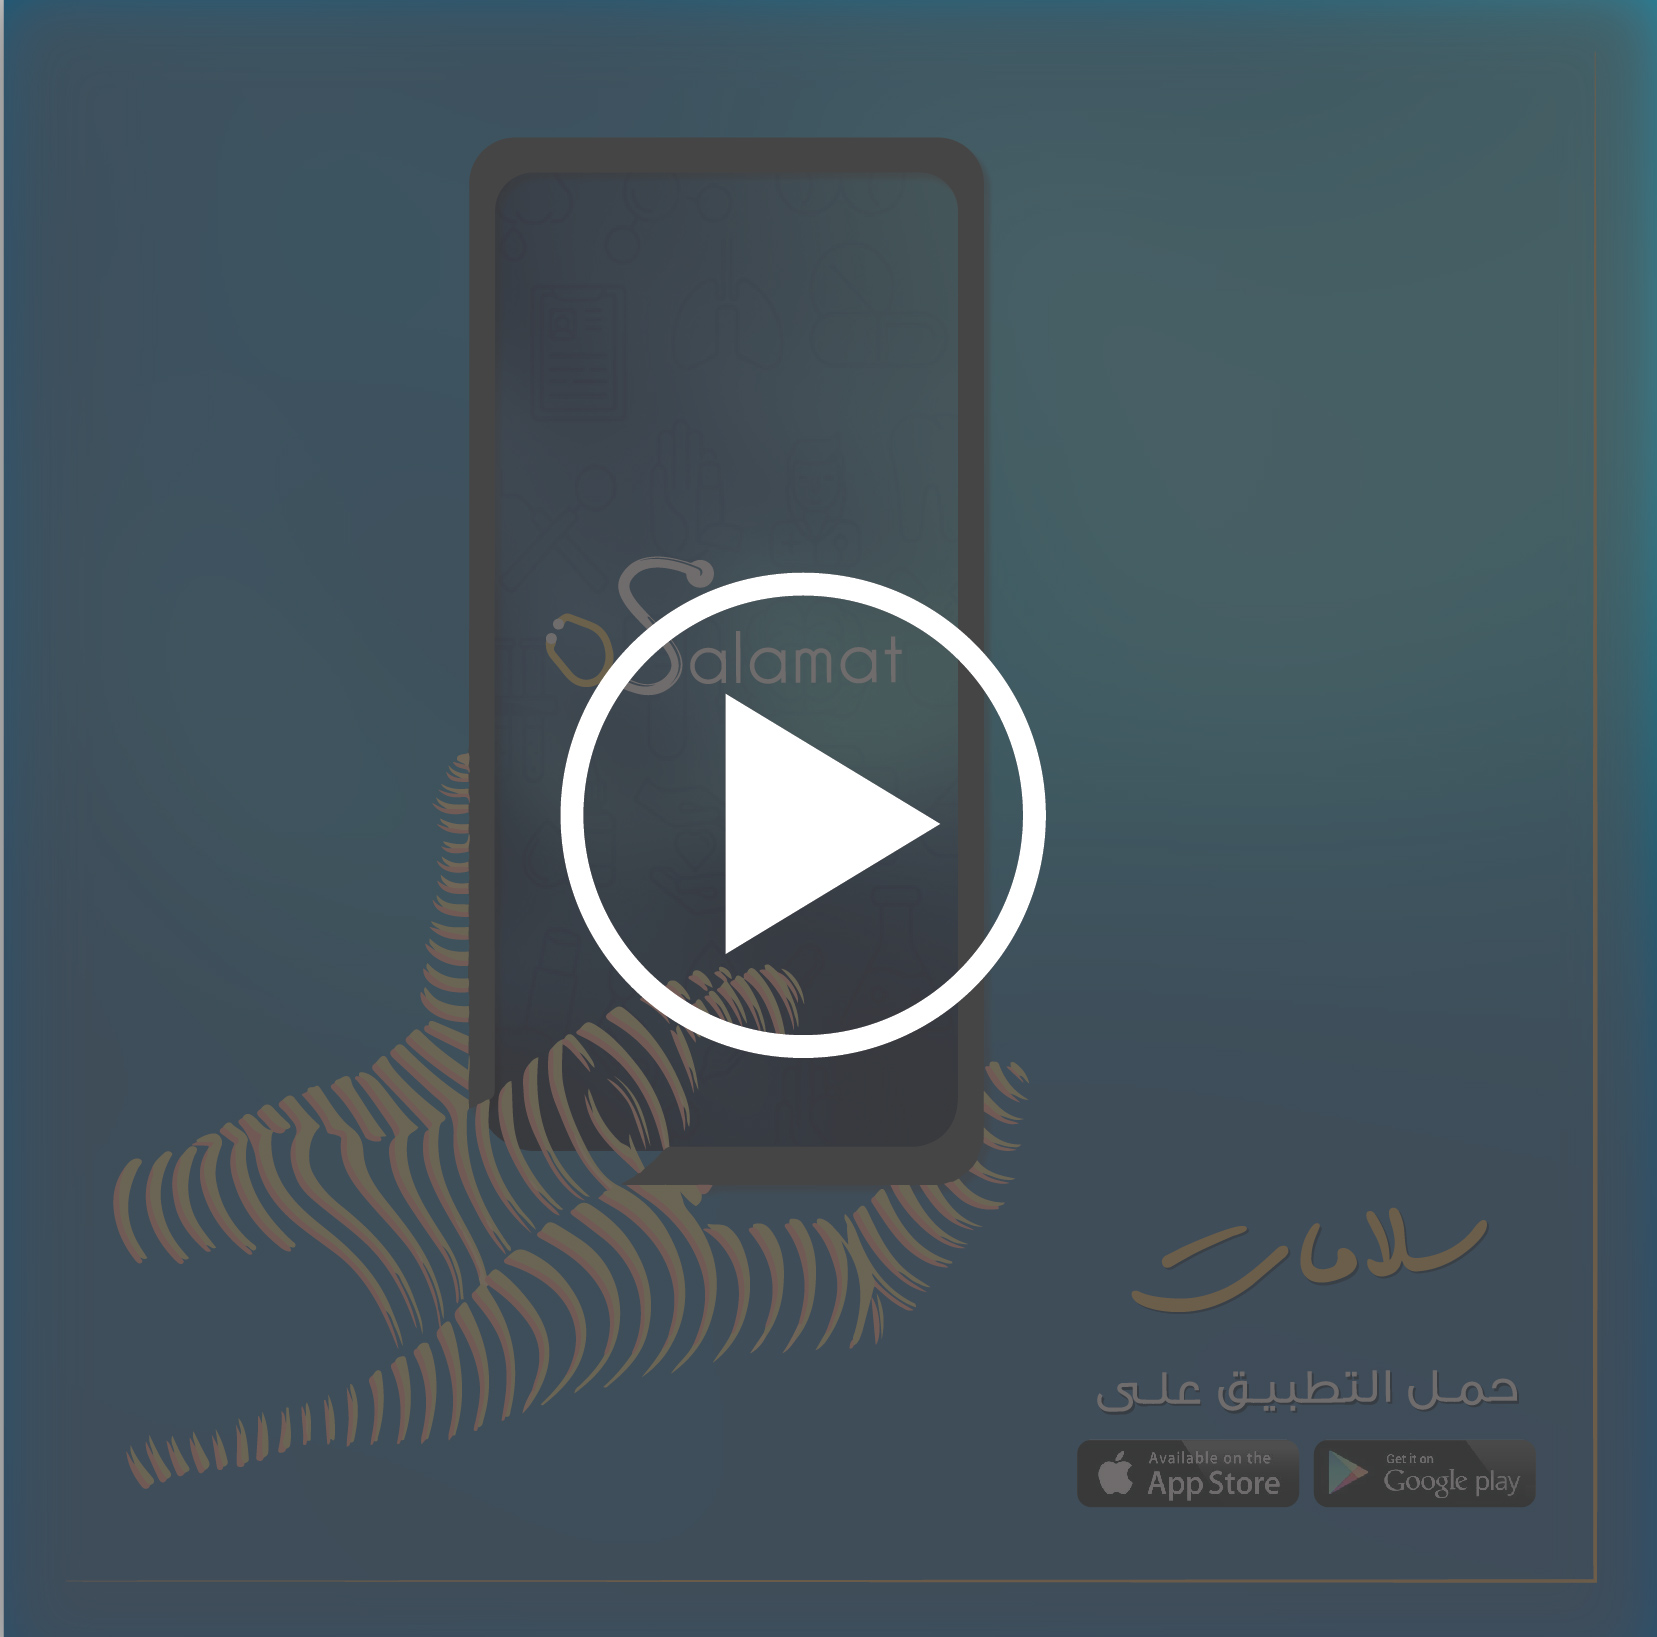 Salamat
سلامات
حمل التطبيق على
Available on the
App Store
Get it on
Google play